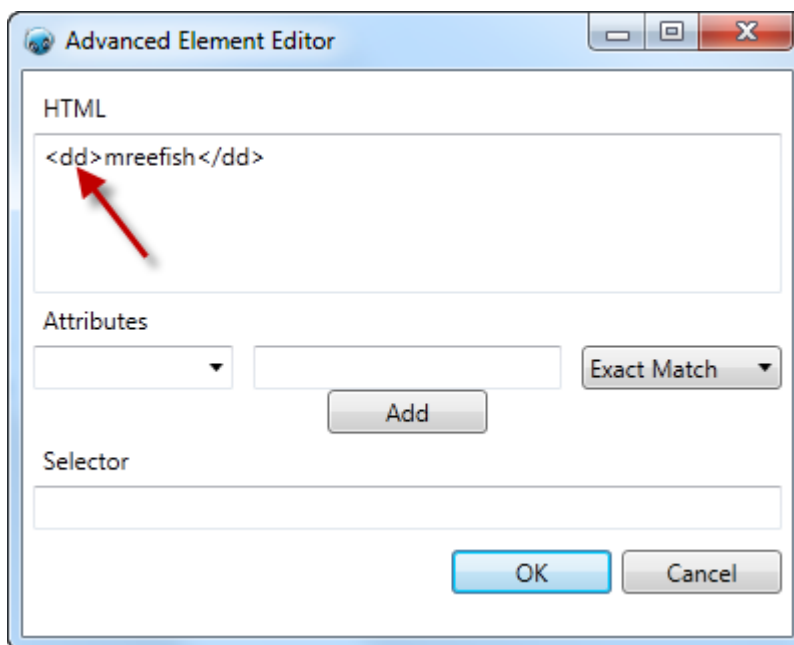 Advanced Element Editor
HTML
<dd>mreefish</dd>
Attributes
Exact Match
Add
Selector
OK Cancel